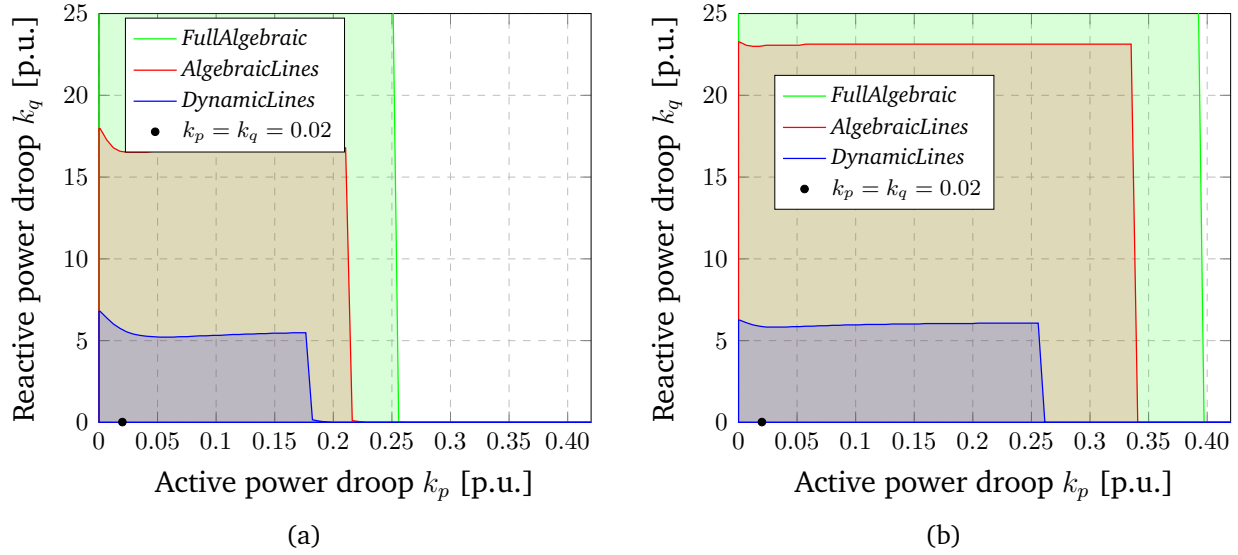 Reactive power droop k_q [p.u.]
25
20
15
10
5
0
FullAlgebraic
AlgebraicLines
DynamicLines
k_p = k_q = 0.02
0 0.05 0.1 0.15 0.2 0.25 0.3 0.35 0.40
Active power droop k_p [p.u.]
(a)
Reactive power droop k_q [p.u.]
25
20
15
10
5
0
FullAlgebraic
AlgebraicLines
DynamicLines
k_p = k_q = 0.02
0 0.05 0.1 0.15 0.2 0.25 0.3 0.35 0.40
Active power droop k_p [p.u.]
(b)